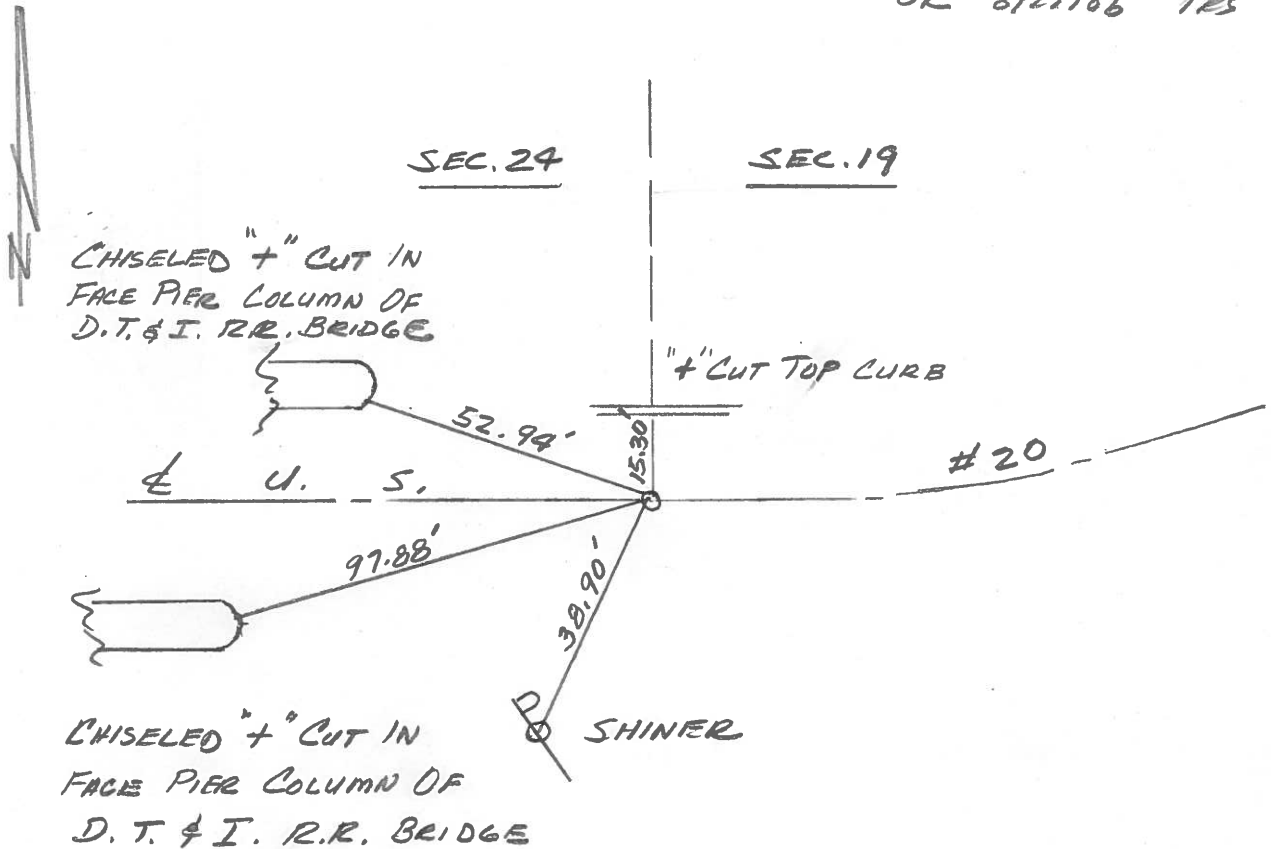 SEC. 24
SEC. 19
N
CHISELED "+" CUT IN
FACE PIER COLUMN OF
D.T. & I. RR. BRIDGE
"+" CUT TOP CURB
52.94'
15.30'
# 20
℄ U. S.
97.88'
38.90'
P
SHINER
CHISELED "+" CUT IN
FACE PIER COLUMN OF
D. T. & I. R.R. BRIDGE